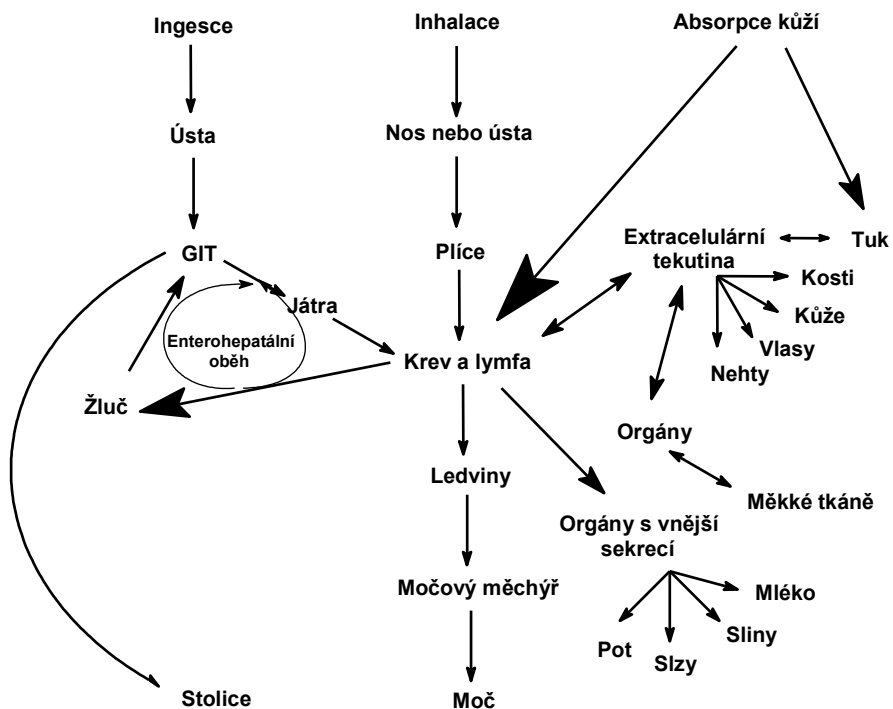 Ingesce
Inhalace
Absorpce kůží
Ústa
Nos nebo ústa
GIT
Plíce
Extracelulární
tekutina
Tuk
Kosti
Játra
Kůže
Enterohepatální
oběh
Vlasy
Krev a lymfa
Nehty
Žluč
Orgány
Ledviny
Měkké tkáně
Orgány s vnější
sekrecí
Močový měchýř
Mléko
Sliny
Pot
Slzy
Stolice
Moč